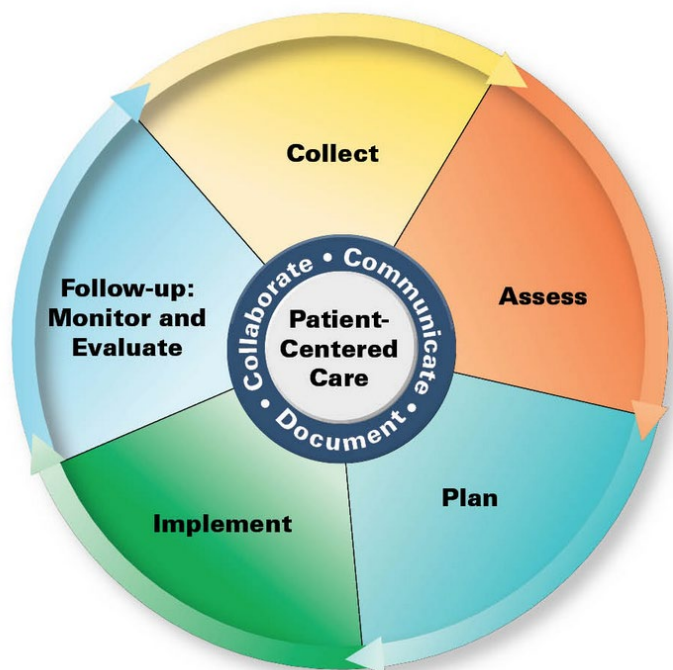 Collect
Assess
Plan
Implement
Follow-up:
Monitor and
Evaluate
Collaborate • Communicate • Document •
Patient-
Centered
Care